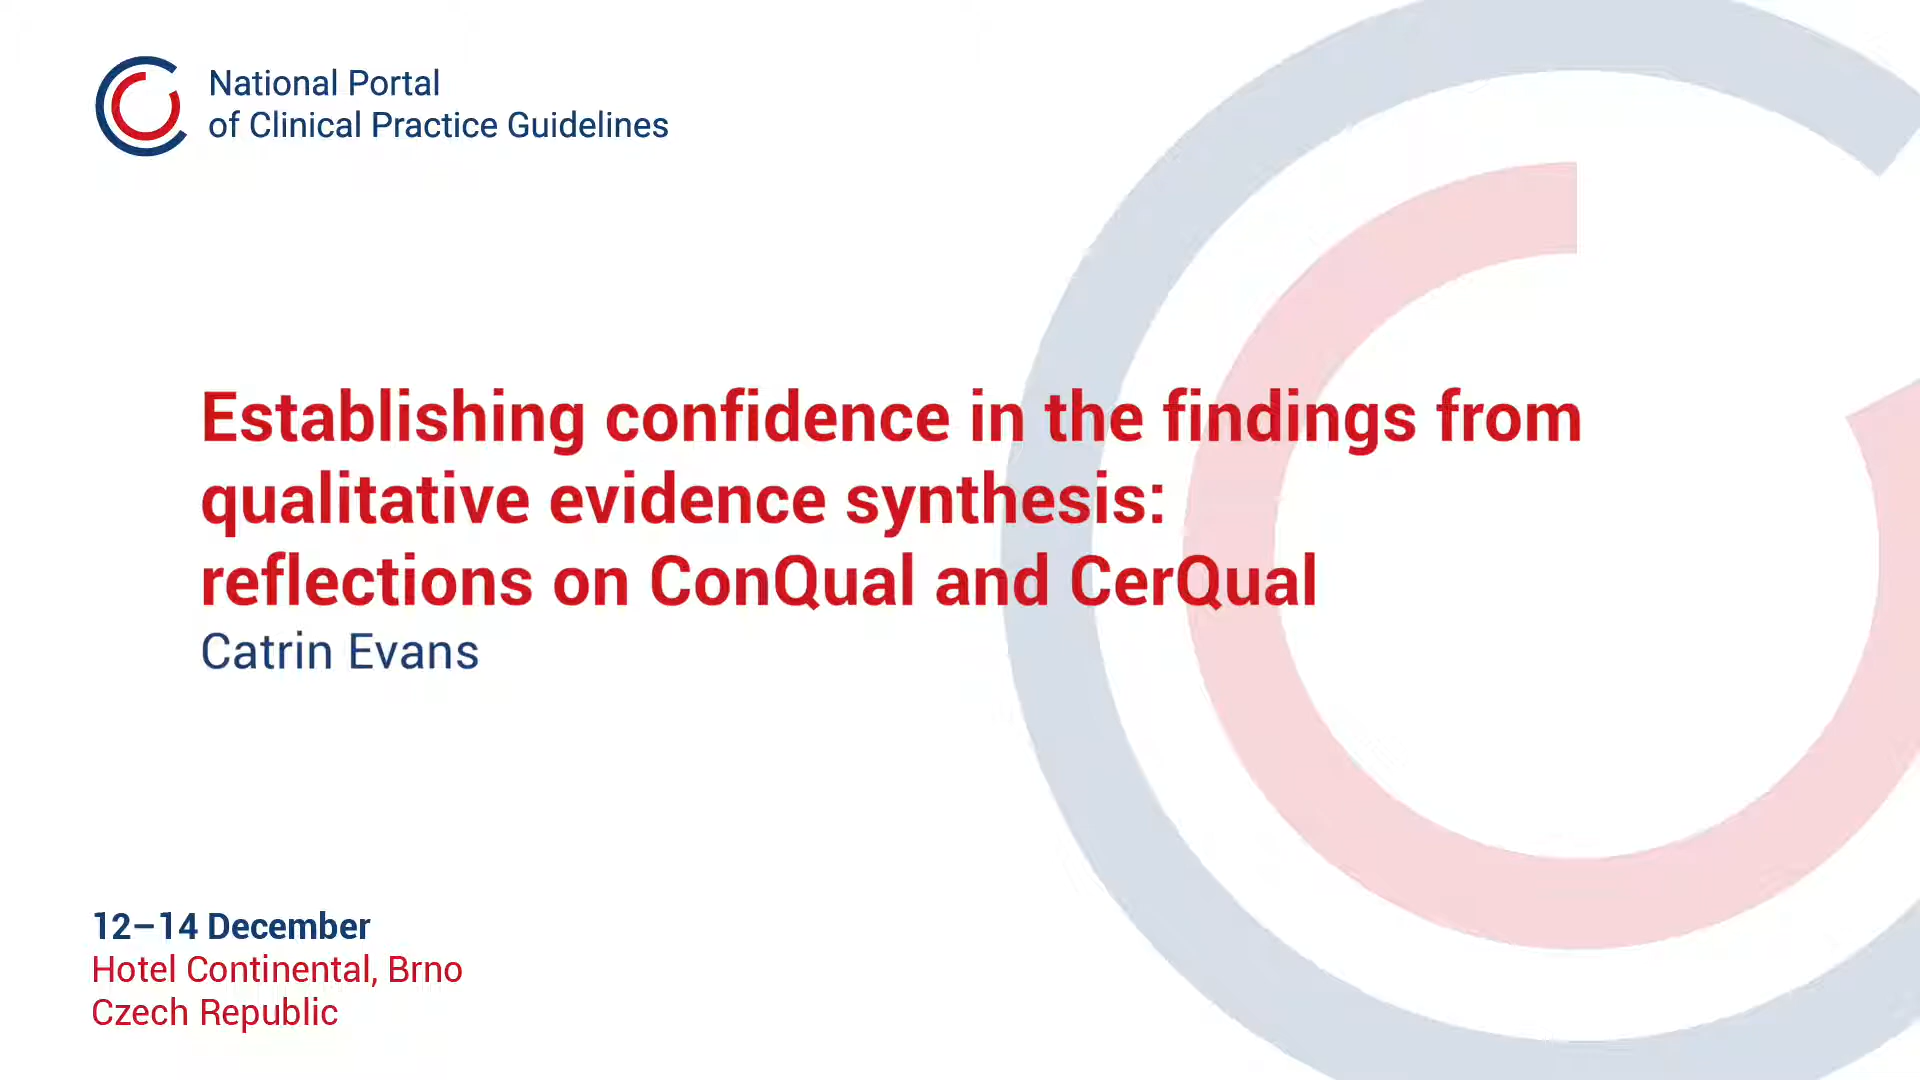 National Portal
of Clinical Practice Guidelines
Establishing confidence in the findings from
qualitative evidence synthesis:
reflections on ConQual and CerQual
Catrin Evans
12–14 December
Hotel Continental, Brno
Czech Republic